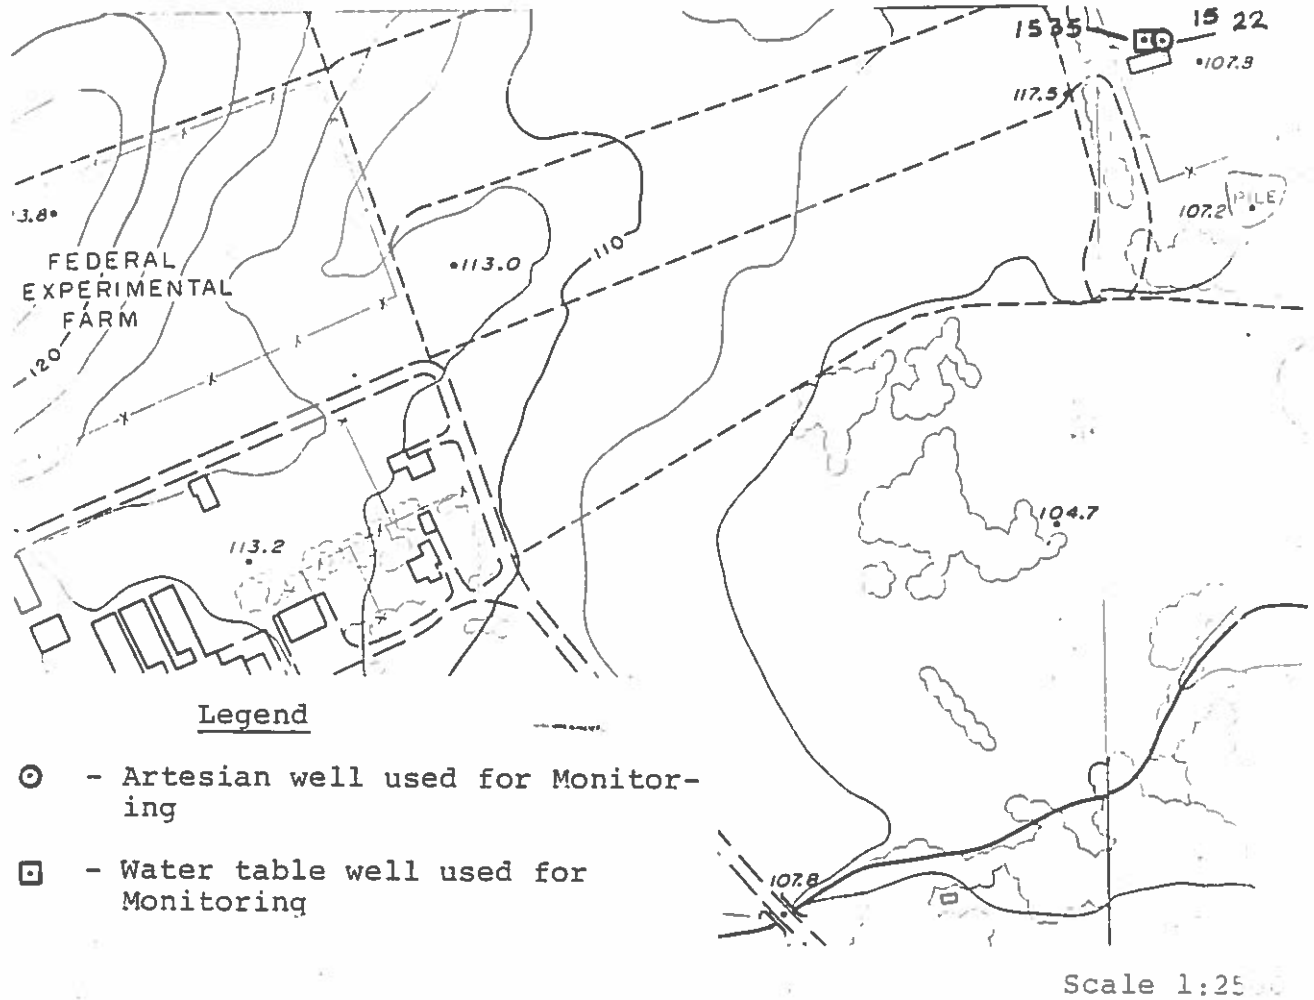 1535
15 22
107.3
117.5
PILE
107.2
3.8
FEDERAL
EXPERIMENTAL
FARM
113.0
110
120
104.7
113.2
Legend
- Artesian well used for Monitor-
ing
- Water table well used for
Monitoring
107.8
Scale 1:25